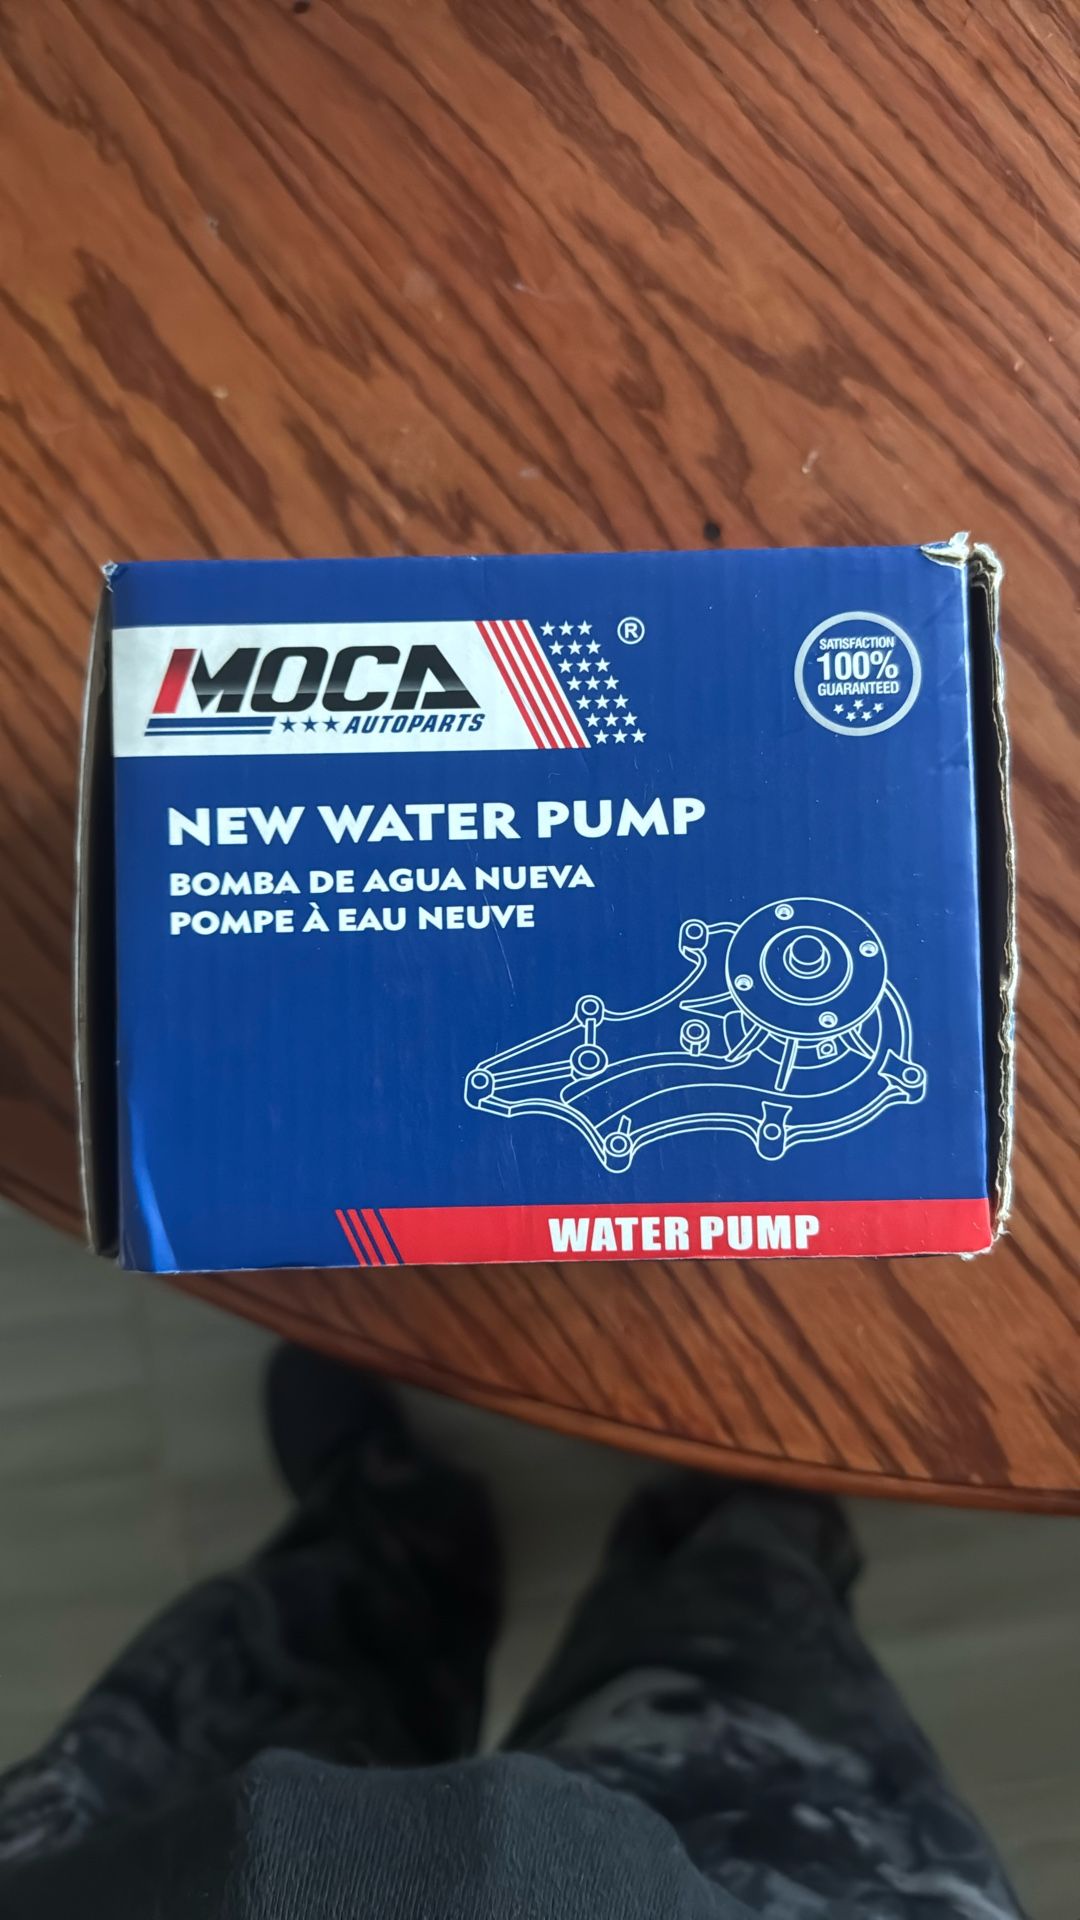 MOCA
AUTOPARTS
®
SATISFACTION
100%
GUARANTEED
NEW WATER PUMP
BOMBA DE AGUA NUEVA
POMPE À EAU NEUVE
WATER PUMP